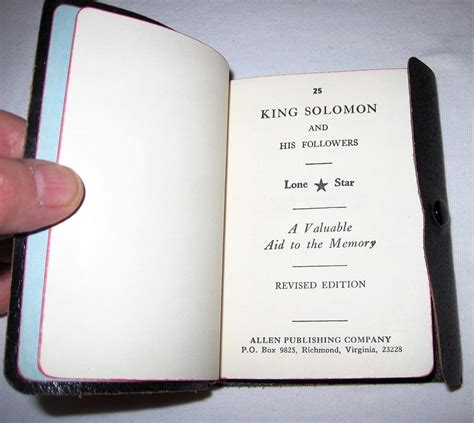 25
KING SOLOMON
AND
HIS FOLLOWERS
Lone ★ Star
A Valuable
Aid to the Memory
REVISED EDITION
ALLEN PUBLISHING COMPANY
P.O. Box 9825, Richmond, Virginia, 23228